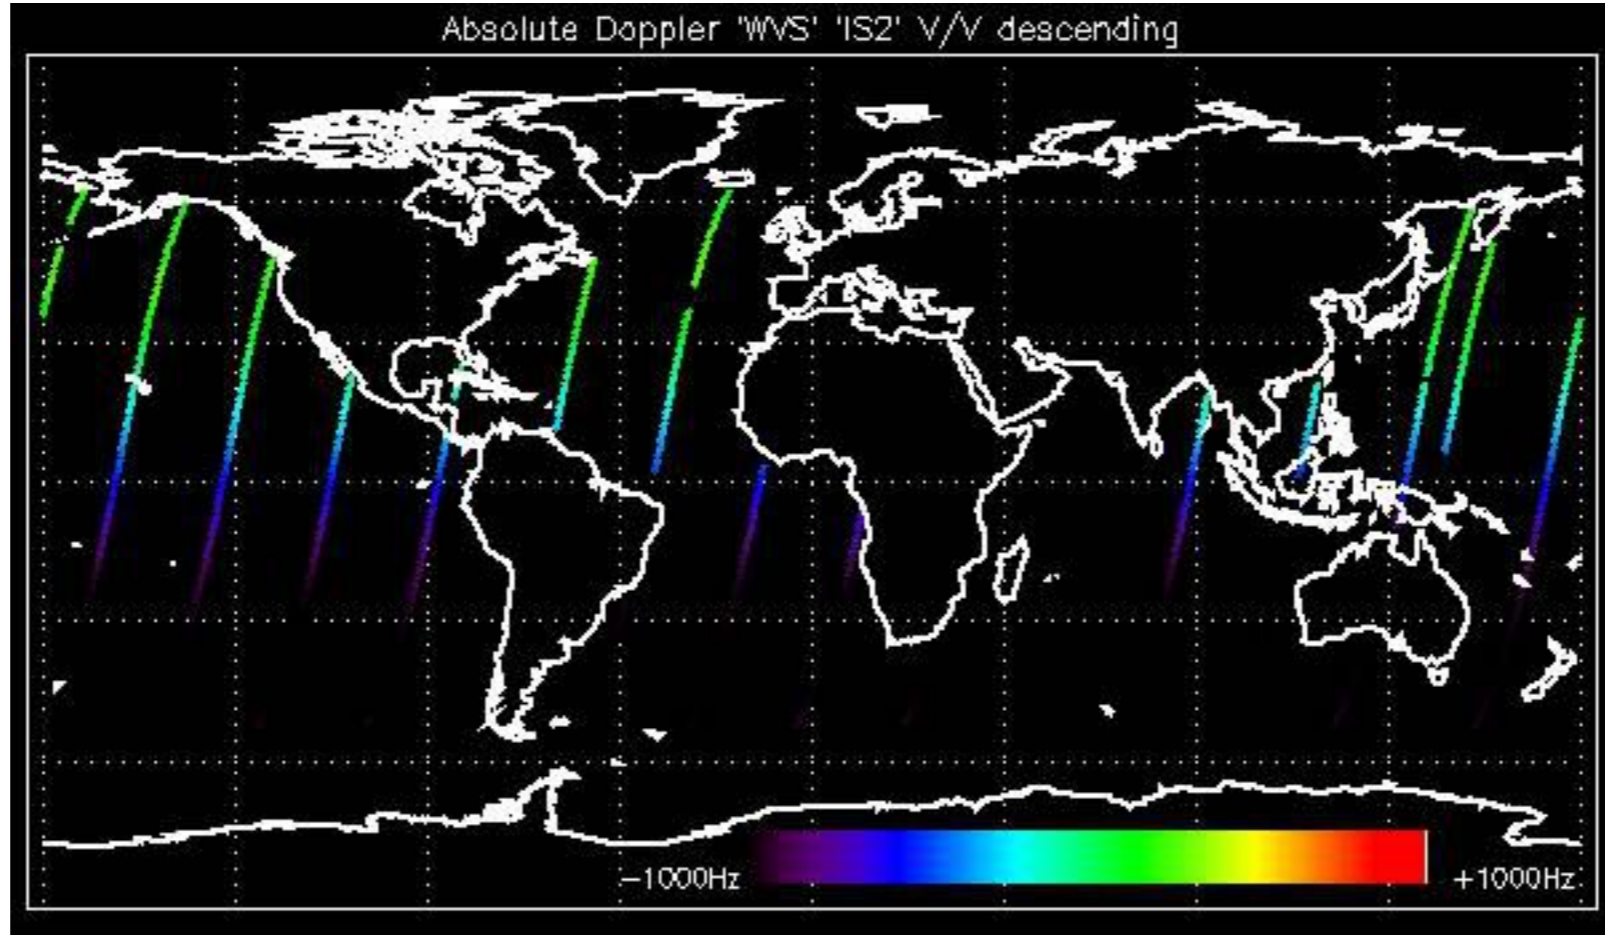 Absolute Doppler 'WVS' 'IS2' V/V descending
−1000Hz +1000Hz